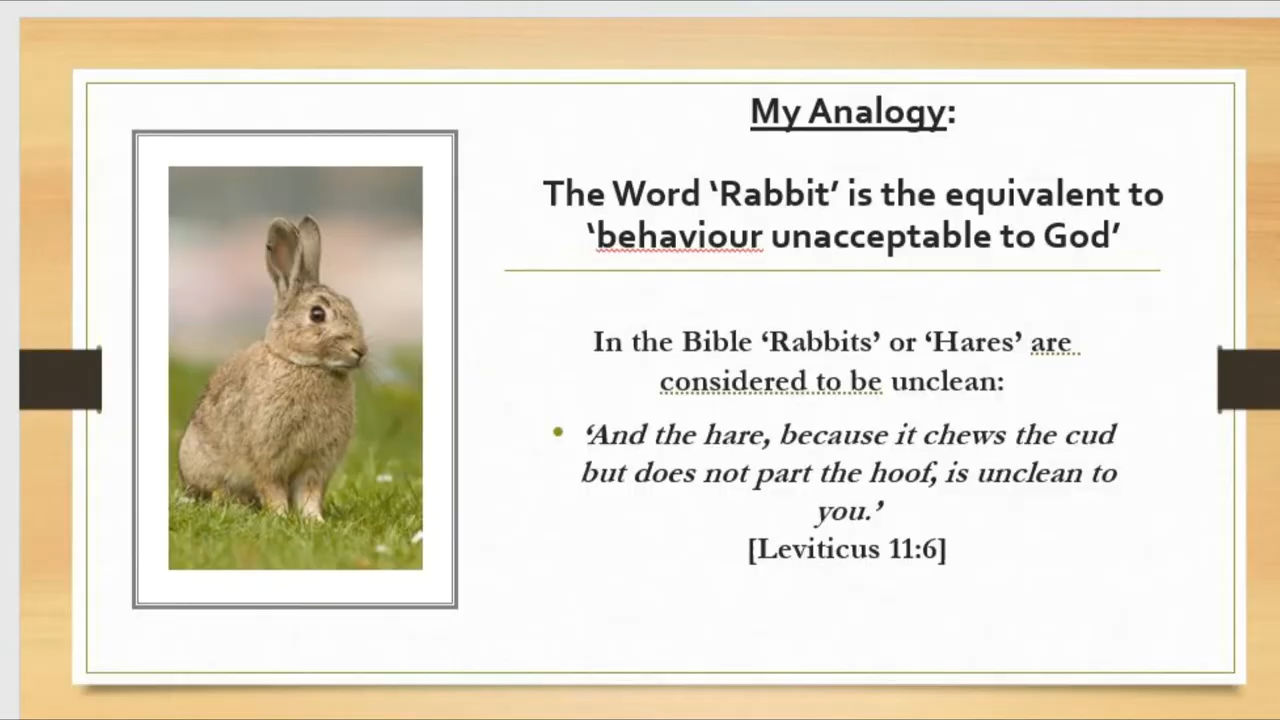 My Analogy:
The Word ‘Rabbit’ is the equivalent to
‘behaviour unacceptable to God’
In the Bible ‘Rabbits’ or ‘Hares’ are
considered to be unclean:
• ‘And the hare, because it chews the cud
but does not part the hoof, is unclean to
you.’
[Leviticus 11:6]